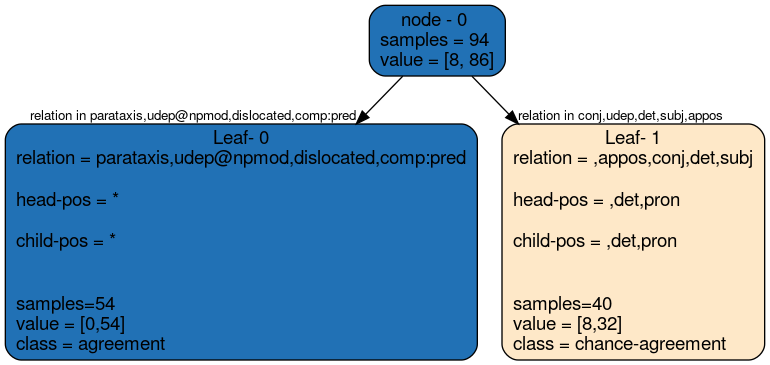 node - 0
samples = 94
value = [8, 86]
relation in parataxis,udep@npmod,dislocated,comp:pred
relation in conj,udep,det,subj,appos
Leaf- 0
relation = parataxis,udep@npmod,dislocated,comp:pred
head-pos = *
child-pos = *
samples=54
value = [0,54]
class = agreement
Leaf- 1
relation = ,appos,conj,det,subj
head-pos = ,det,pron
child-pos = ,det,pron
samples=40
value = [8,32]
class = chance-agreement